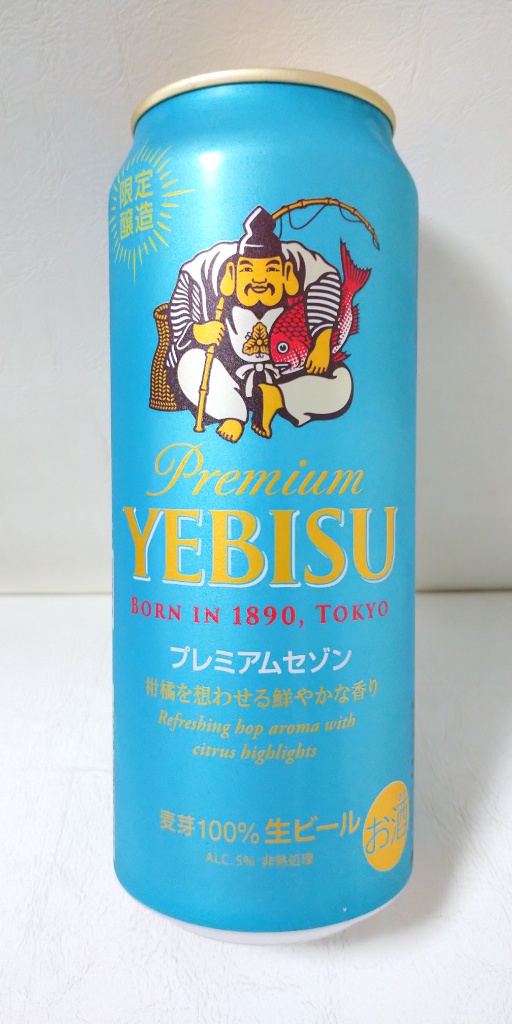 限定
醸造
Premium
YEBISU
BORN IN 1890, TOKYO
プレミアムセゾン
柑橘を想わせる鮮やかな香り
Refreshing hop aroma with
citrus highlights
麦芽100% 生ビール
お酒
ALC. 5% 非熱処理